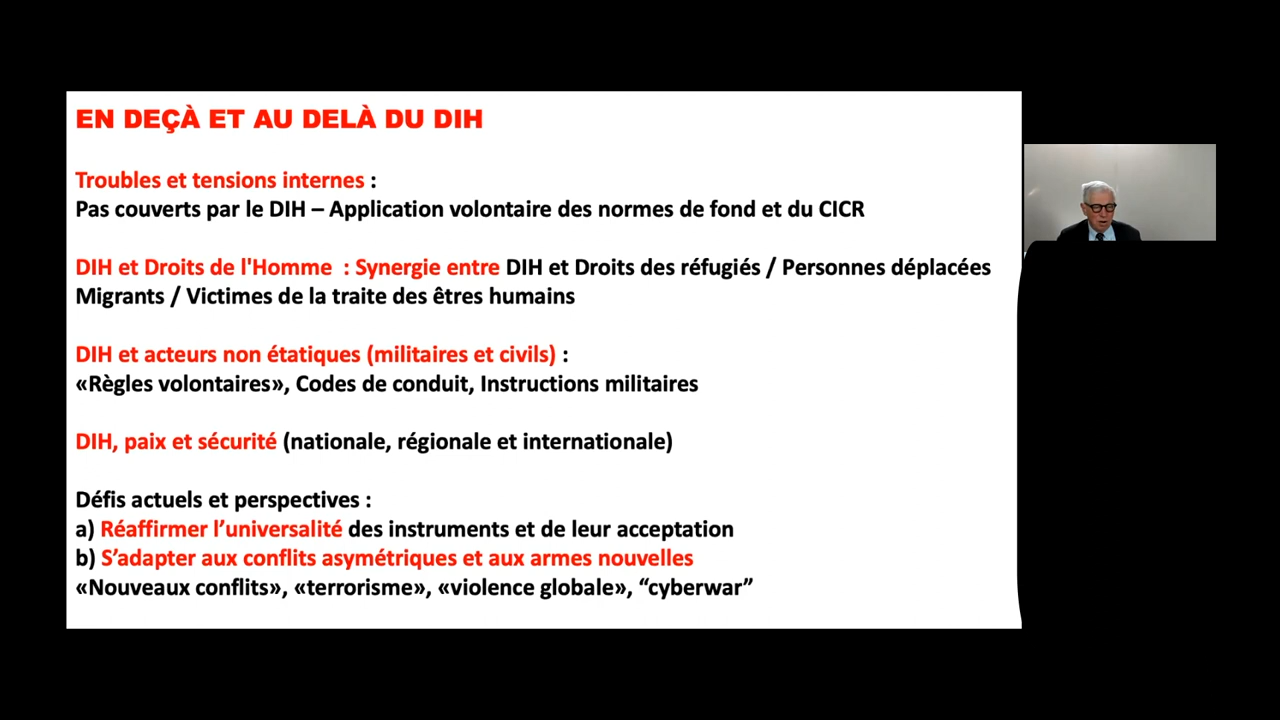 EN DEÇÀ ET AU DELÀ DU DIH
Troubles et tensions internes :
Pas couverts par le DIH – Application volontaire des normes de fond et du CICR
DIH et Droits de l'Homme : Synergie entre DIH et Droits des réfugiés / Personnes déplacées
Migrants / Victimes de la traite des êtres humains
DIH et acteurs non étatiques (militaires et civils) :
«Règles volontaires», Codes de conduit, Instructions militaires
DIH, paix et sécurité (nationale, régionale et internationale)
Défis actuels et perspectives :
a) Réaffirmer l’universalité des instruments et de leur acceptation
b) S’adapter aux conflits asymétriques et aux armes nouvelles
«Nouveaux conflits», «terrorisme», «violence globale», “cyberwar”